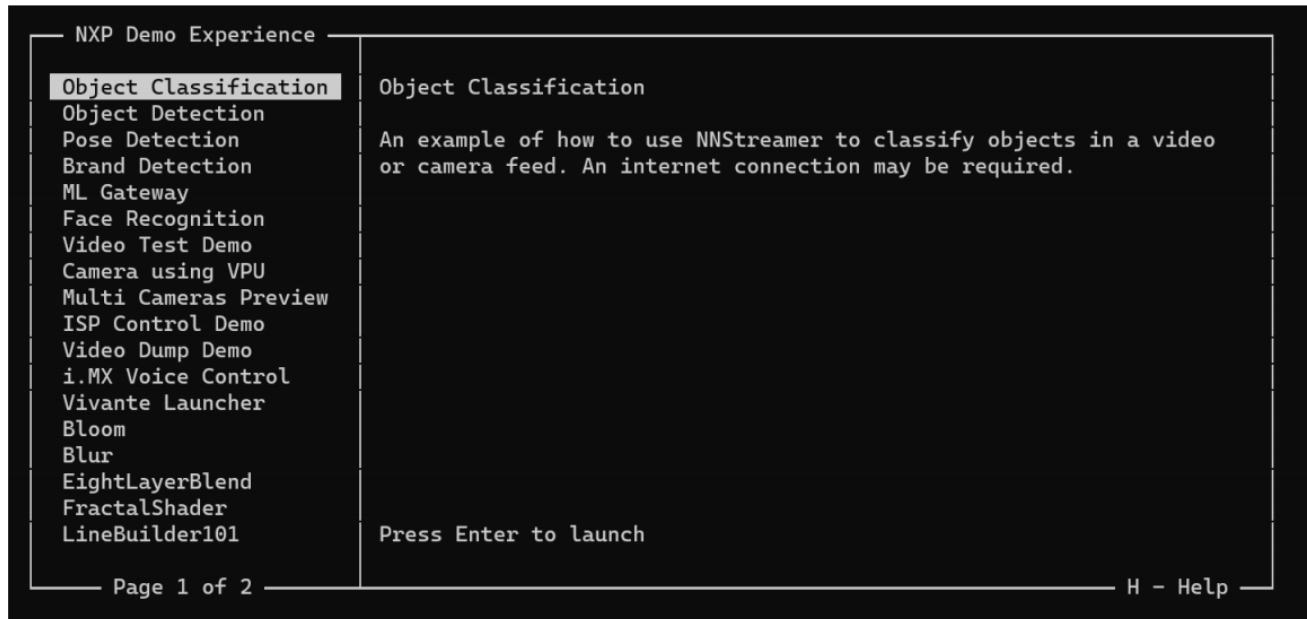 NXP Demo Experience
Object Classification
Object Detection
Pose Detection
Brand Detection
ML Gateway
Face Recognition
Video Test Demo
Camera using VPU
Multi Cameras Preview
ISP Control Demo
Video Dump Demo
i.MX Voice Control
Vivante Launcher
Bloom
Blur
EightLayerBlend
FractalShader
LineBuilder101
Page 1 of 2
Object Classification
An example of how to use NNStreamer to classify objects in a video
or camera feed. An internet connection may be required.
Press Enter to launch
H - Help